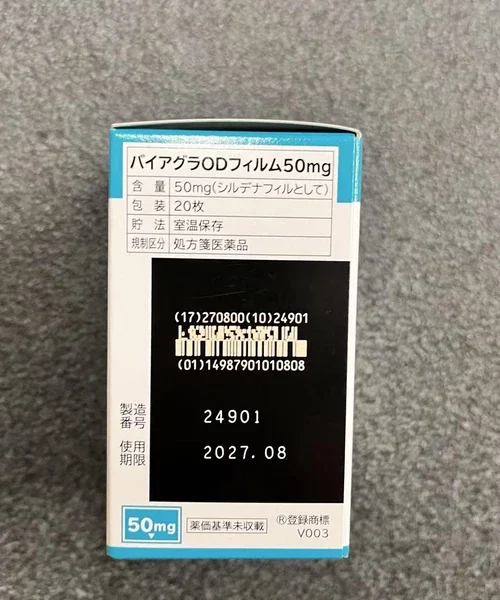 バイアグラODフィルム50mg
含 量 50mg(シルデナフィルとして)
包 装 20枚
貯 法 室温保存
規制区分 処方箋医薬品
(17)270800(10)24901
(01)14987901010808
製造番号 24901
使用期限 2027.08
50mg
薬価基準未収載
®登録商標
V003